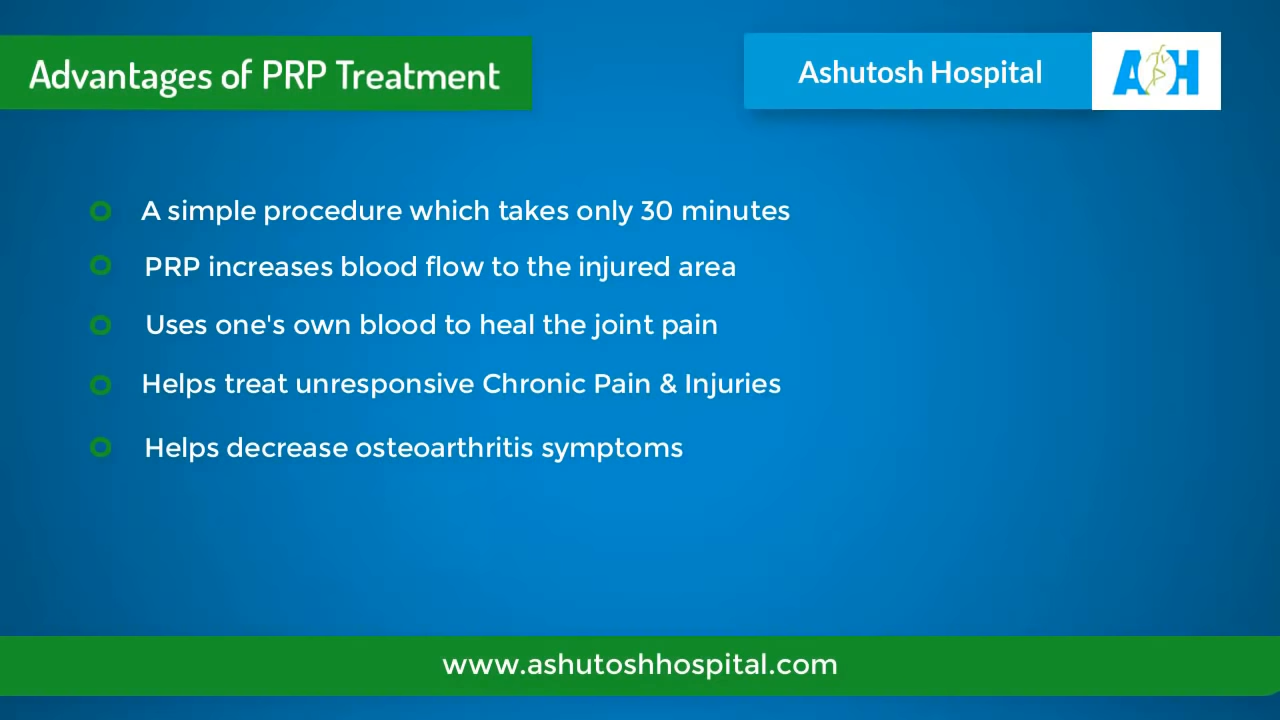 Advantages of PRP Treatment
Ashutosh Hospital
ASH
A simple procedure which takes only 30 minutes
PRP increases blood flow to the injured area
Uses one's own blood to heal the joint pain
Helps treat unresponsive Chronic Pain & Injuries
Helps decrease osteoarthritis symptoms
www.ashutoshhospital.com